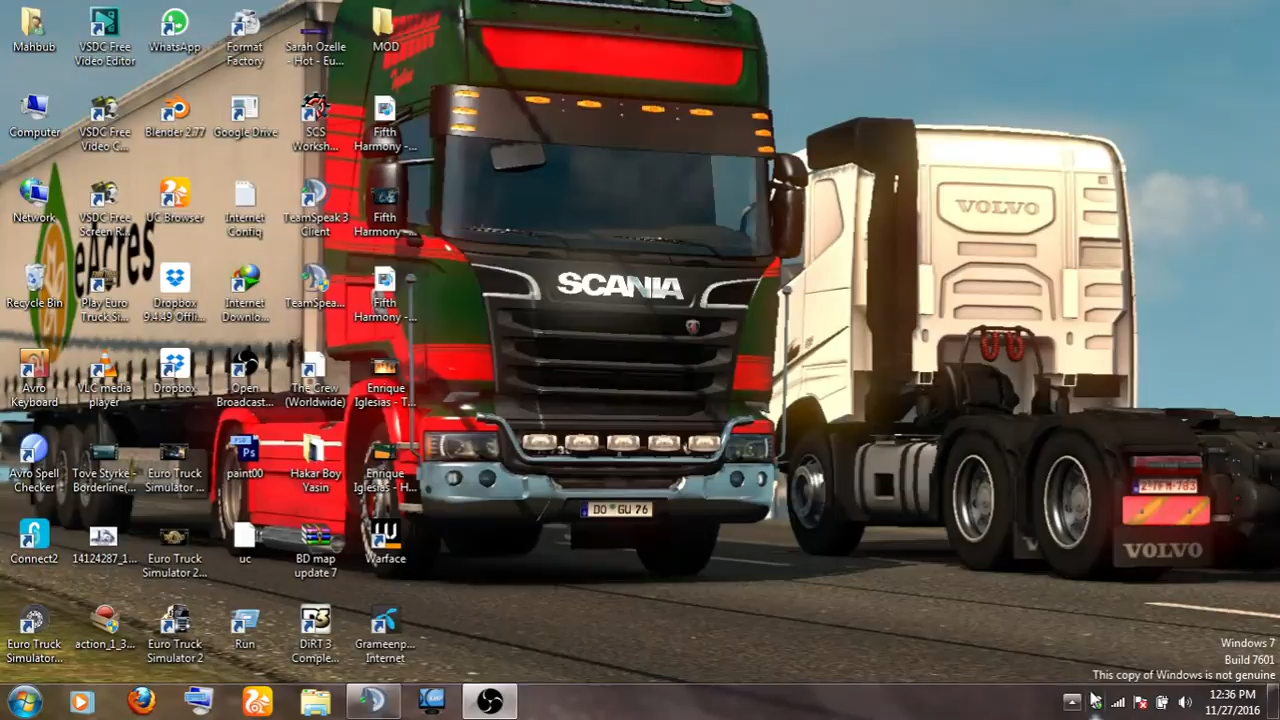 Mahbub
VSDC Free
Video Editor
WhatsApp
Format
Factory
Sarah Ozelle
- Hot - Eu...
MOD
Computer
VSDC Free
Video C...
Blender 2.77
Google Drive
SCS
Worksh...
Fifth
Harmony -...
Network
VSDC Free
Screen R...
UC Browser
Internet
Config
TeamSpeak 3
Client
Fifth
Harmony -...
Recycle Bin
Play Euro
Truck Si...
Dropbox
9.4.49 Offli...
Internet
Downlo...
TeamSpea...
Fifth
Harmony -...
Avro
Keyboard
VLC media
player
Dropbox
Open
Broadcast...
The Crew
(Worldwide)
Enrique
Iglesias - T...
Avro Spell
Checker
Tove Styrke -
Borderline(...
Euro Truck
Simulator ...
paint00
Hakar Boy
Yasin
Enrique
Iglesias - H...
Connect2
14124287_1...
Euro Truck
Simulator 2...
uc
BD map
update 7
Warface
Euro Truck
Simulator...
action_1_3...
Euro Truck
Simulator 2
Run
DiRT 3
Comple...
Grameenp...
Internet
eAcres
SCANIA
DO GU 76
VOLVO
VOLVO
Windows 7
Build 7601
This copy of Windows is not genuine
12:36 PM
11/27/2016